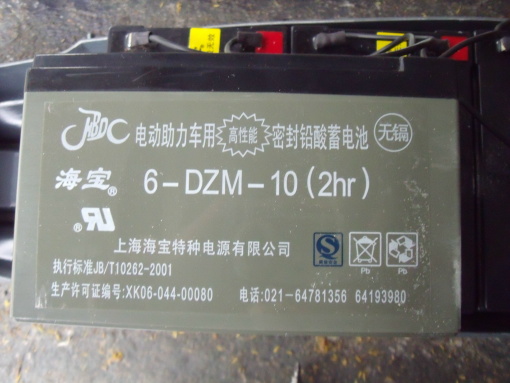 电动助力车用 高性能 密封铅酸蓄电池 无镉
海宝® 6-DZM-10(2hr)
上海海宝特种电源有限公司
执行标准JB/T10262-2001
生产许可证编号:XK06-044-00080 电话:021-64781356 64193980
Pb Pb